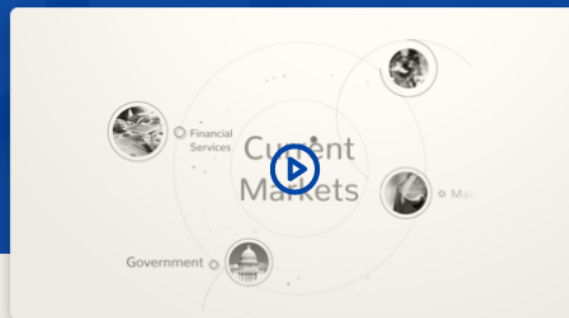 Financial
Services
Current
Markets
Government